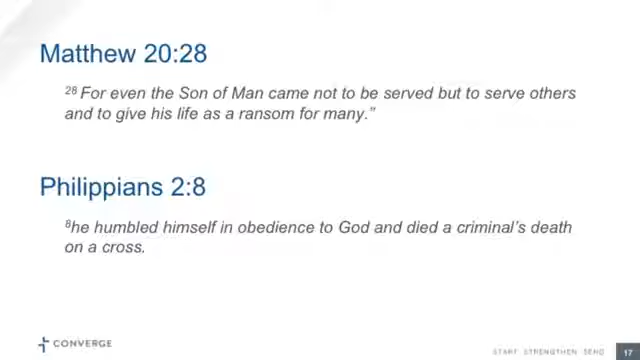 Matthew 20:28
28 For even the Son of Man came not to be served but to serve others
and to give his life as a ransom for many.”
Philippians 2:8
8he humbled himself in obedience to God and died a criminal’s death
on a cross.
CONVERGE
START STRENGTHEN SEND
17